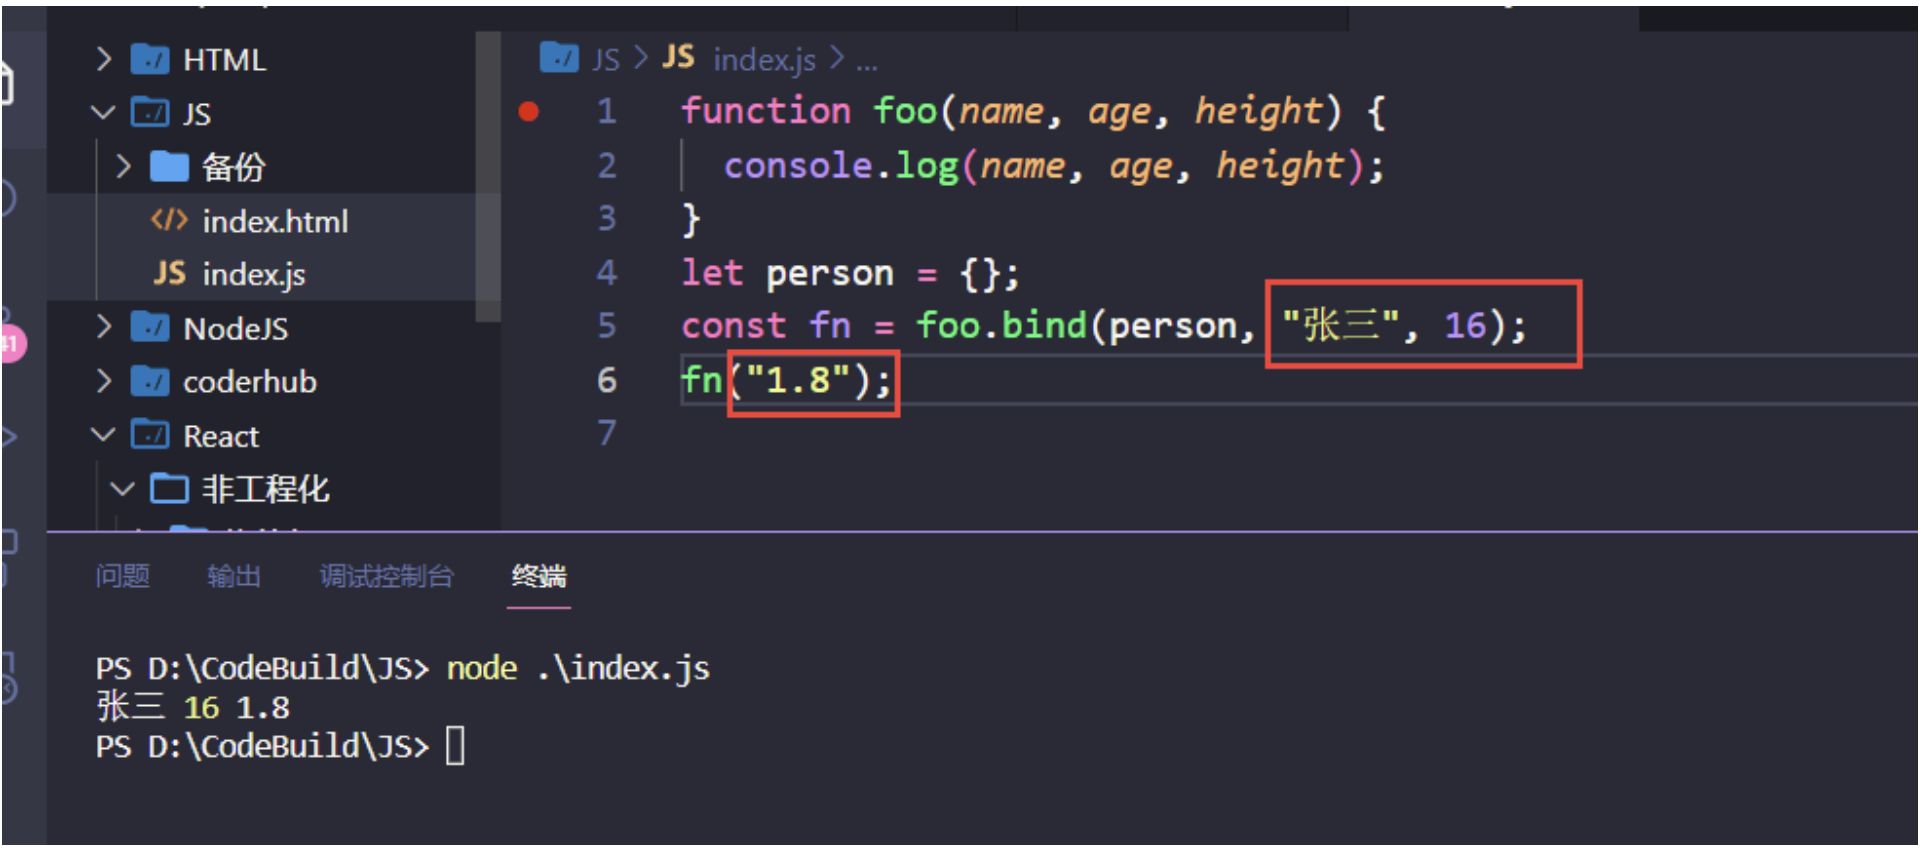 HTML
JS
备份
index.html
JS index.js
NodeJS
coderhub
React
非工程化
41
JS > JS index.js > ...
1 function foo(name, age, height) {
2 console.log(name, age, height);
3 }
4 let person = {};
5 const fn = foo.bind(person, "张三", 16);
6 fn("1.8");
7
问题 输出 调试控制台 终端
PS D:\CodeBuild\JS> node .\index.js
张三 16 1.8
PS D:\CodeBuild\JS>